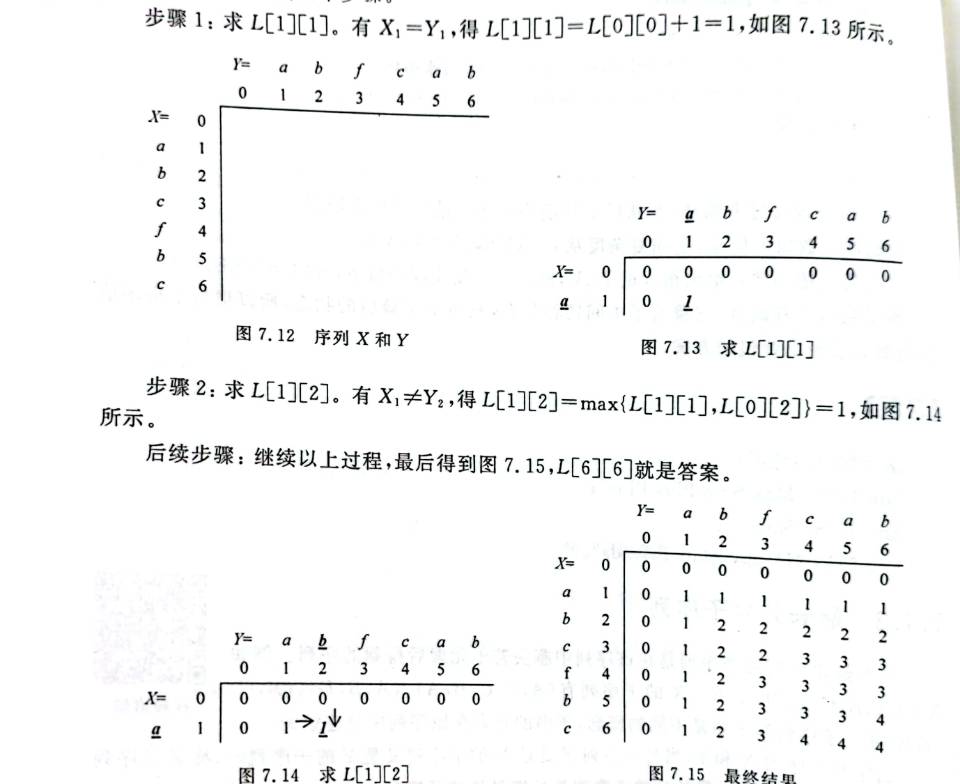 步骤 1：求 L[1][1]。有 X₁=Y₁，得 L[1][1]=L[0][0]+1=1，如图 7.13 所示。
Y= a b f c a b
0 1 2 3 4 5 6
X= 0
a 1
b 2
c 3
f 4
b 5
c 6
图 7.12 序列 X 和 Y
Y= a b f c a b
0 1 2 3 4 5 6
X= 0 0 0 0 0 0 0 0
a 1 0 1
图 7.13 求 L[1][1]
步骤 2：求 L[1][2]。有 X₁≠Y₂，得 L[1][2]=max{L[1][1],L[0][2]}=1，如图 7.14
所示。
后续步骤：继续以上过程，最后得到图 7.15，L[6][6]就是答案。
Y= a b f c a b
0 1 2 3 4 5 6
X= 0 0 0 0 0 0 0 0
a 1 0 →1↓
图 7.14 求 L[1][2]
Y= a b f c a b
0 1 2 3 4 5 6
X= 0 0 0 0 0 0 0 0
a 1 0 1 1 1 1 1 1
b 2 0 1 2 2 2 2 2
c 3 0 1 2 2 3 3 3
f 4 0 1 2 3 3 3 3
b 5 0 1 2 3 3 3 4
c 6 0 1 2 3 4 4 4
图 7.15 最终结果